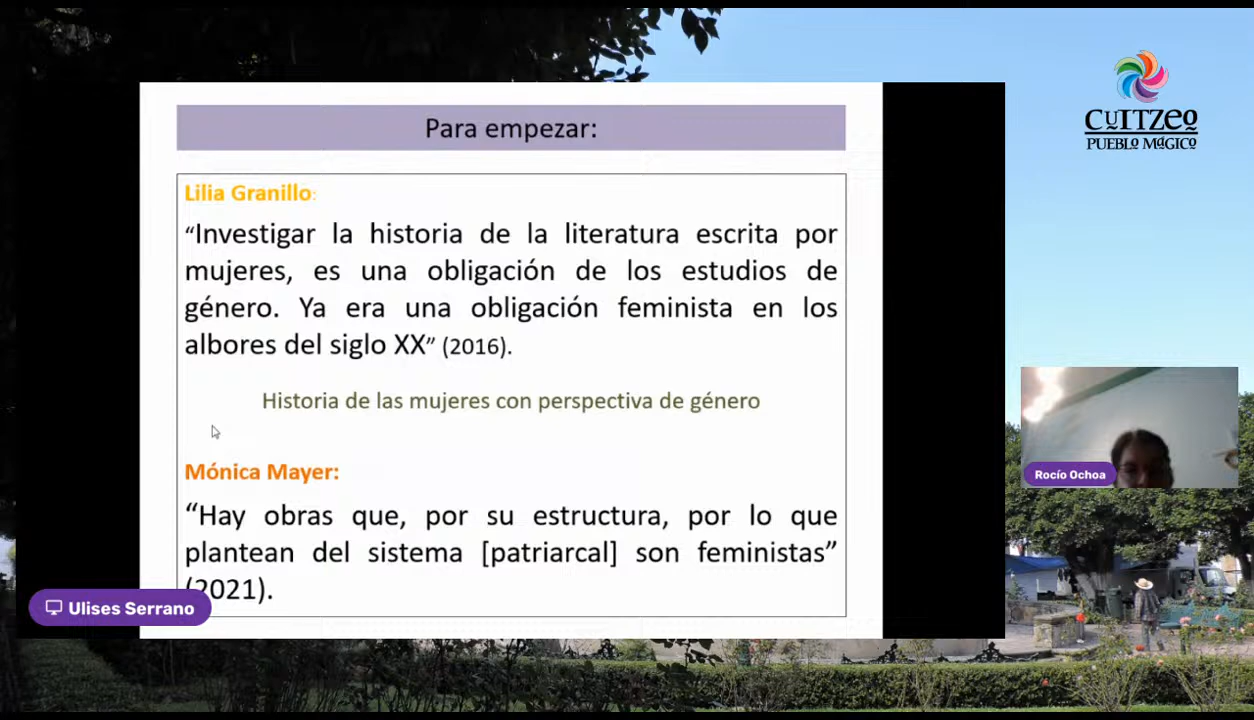 Para empezar:
Lilia Granillo:
“Investigar la historia de la literatura escrita por
mujeres, es una obligación de los estudios de
género. Ya era una obligación feminista en los
albores del siglo XX” (2016).
Historia de las mujeres con perspectiva de género
Mónica Mayer:
“Hay obras que, por su estructura, por lo que
plantean del sistema [patriarcal] son feministas”
(2021).
Ulises Serrano
CUITZEO
PUEBLO MÁGICO
Rocío Ochoa